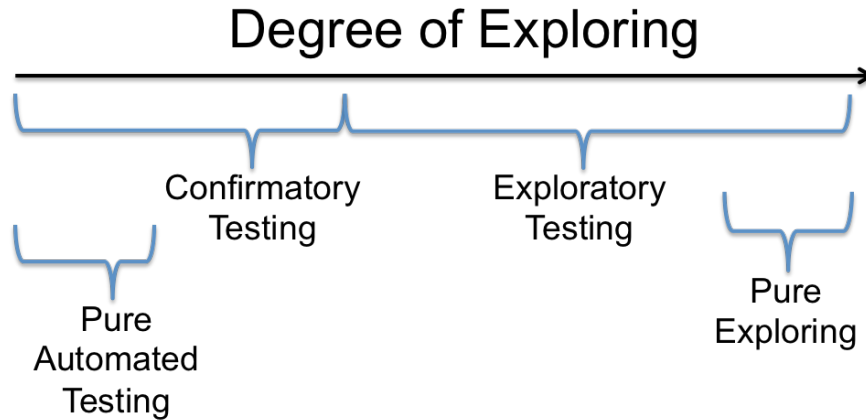 Degree of Exploring
Confirmatory
Testing
Exploratory
Testing
Pure
Automated
Testing
Pure
Exploring